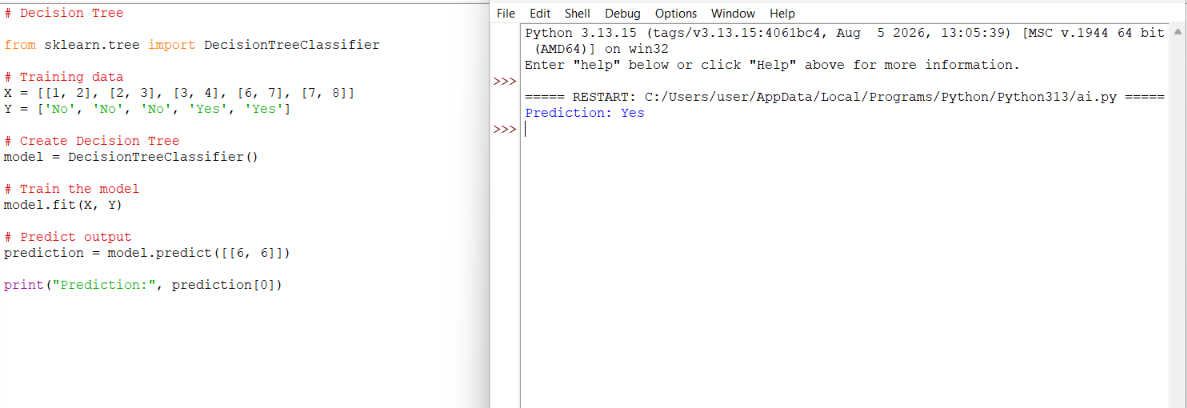 # Decision Tree
from sklearn.tree import DecisionTreeClassifier
# Training data
X = [[1, 2], [2, 3], [3, 4], [6, 7], [7, 8]]
Y = ['No', 'No', 'No', 'Yes', 'Yes']
# Create Decision Tree
model = DecisionTreeClassifier()
# Train the model
model.fit(X, Y)
# Predict output
prediction = model.predict([[6, 6]])
print("Prediction:", prediction[0])
File Edit Shell Debug Options Window Help
Python 3.13.15 (tags/v3.13.15:4061bc4, Aug  5 2026, 13:05:39) [MSC v.1944 64 bit
 (AMD64)] on win32
Enter "help" below or click "Help" above for more information.
>>>
===== RESTART: C:/Users/user/AppData/Local/Programs/Python/Python313/ai.py =====
Prediction: Yes
>>>